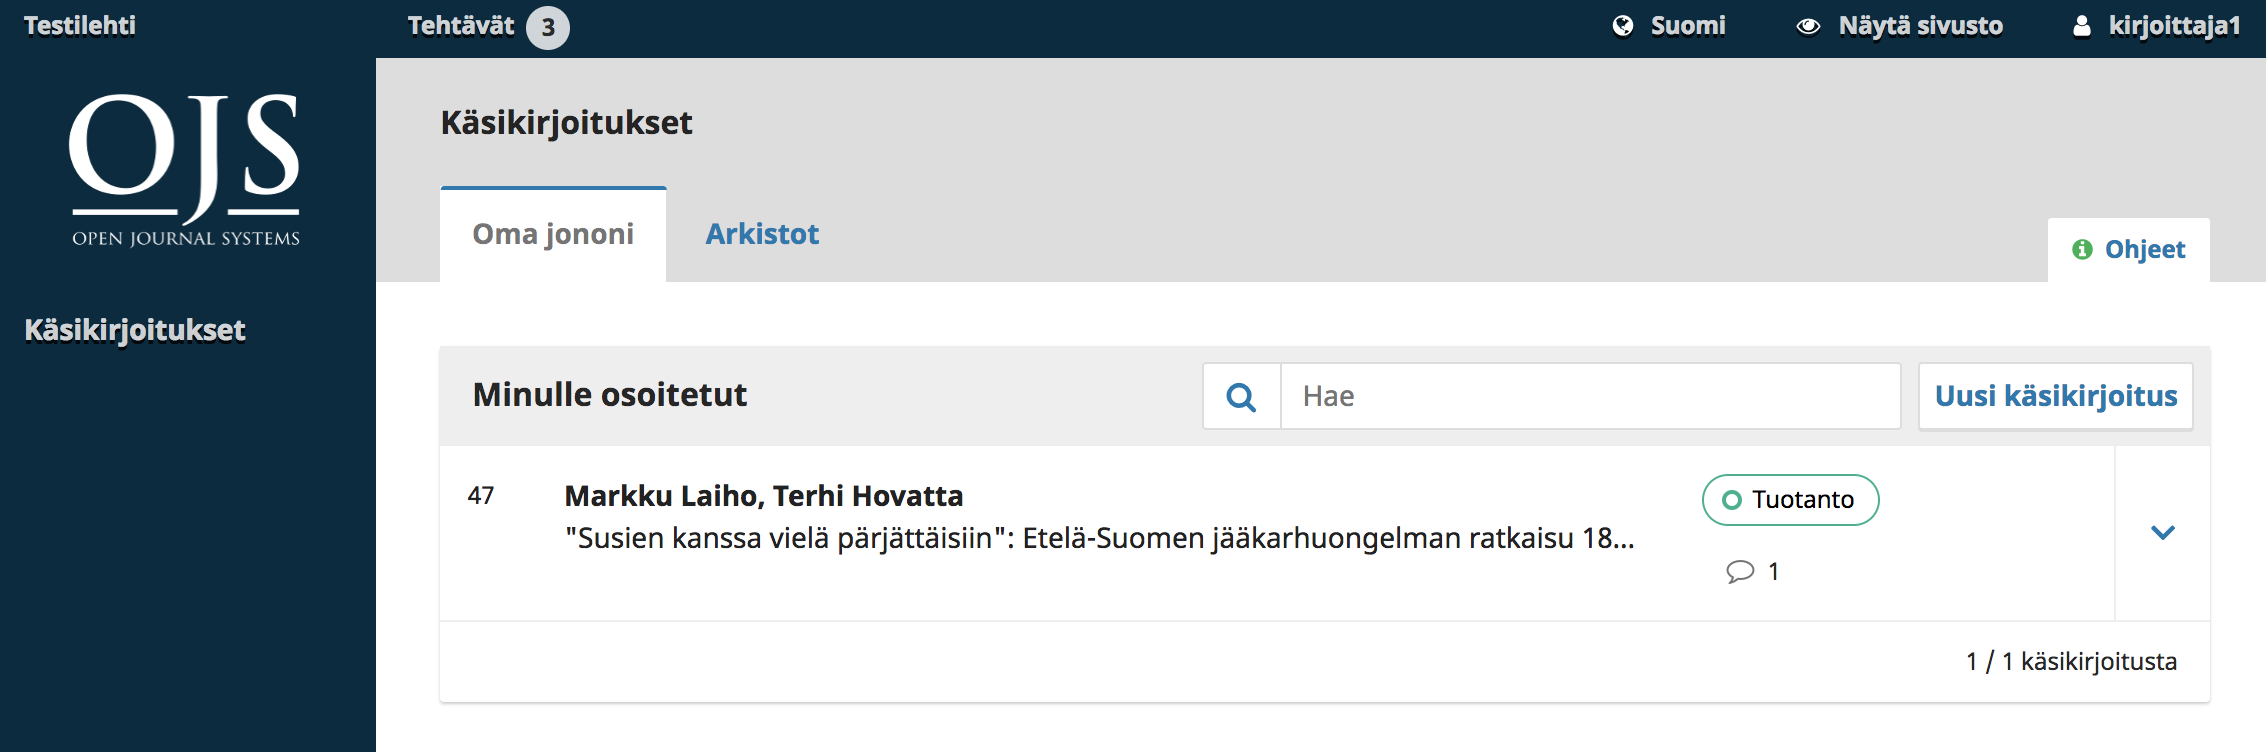 Testilehti
Tehtävät 3
Suomi
Näytä sivusto
kirjoittaja1
OJS
OPEN JOURNAL SYSTEMS
Käsikirjoitukset
Käsikirjoitukset
Oma jononi
Arkistot
Ohjeet
Minulle osoitetut
Hae
Uusi käsikirjoitus
47
Markku Laiho, Terhi Hovatta
"Susien kanssa vielä pärjättäisiin": Etelä-Suomen jääkarhuongelman ratkaisu 18...
Tuotanto
1
1 / 1 käsikirjoitusta